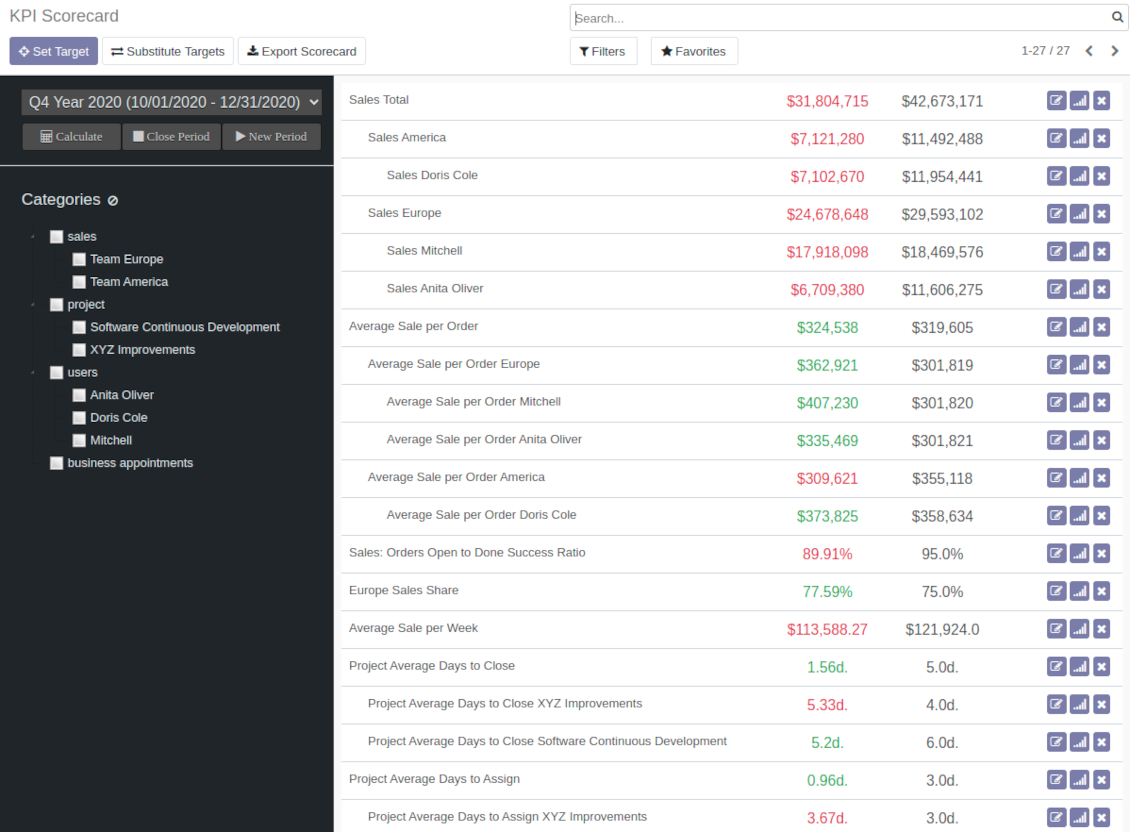 KPI Scorecard
Search...
Set Target Substitute Targets Export Scorecard Filters Favorites 1-27 / 27
Q4 Year 2020 (10/01/2020 - 12/31/2020)
Calculate Close Period New Period
Categories
sales
Team Europe
Team America
project
Software Continuous Development
XYZ Improvements
users
Anita Oliver
Doris Cole
Mitchell
business appointments
Sales Total $31,804,715 $42,673,171
Sales America $7,121,280 $11,492,488
Sales Doris Cole $7,102,670 $11,954,441
Sales Europe $24,678,648 $29,593,102
Sales Mitchell $17,918,098 $18,469,576
Sales Anita Oliver $6,709,380 $11,606,275
Average Sale per Order $324,538 $319,605
Average Sale per Order Europe $362,921 $301,819
Average Sale per Order Mitchell $407,230 $301,820
Average Sale per Order Anita Oliver $335,469 $301,821
Average Sale per Order America $309,621 $355,118
Average Sale per Order Doris Cole $373,825 $358,634
Sales: Orders Open to Done Success Ratio 89.91% 95.0%
Europe Sales Share 77.59% 75.0%
Average Sale per Week $113,588.27 $121,924.0
Project Average Days to Close 1.56d. 5.0d.
Project Average Days to Close XYZ Improvements 5.33d. 4.0d.
Project Average Days to Close Software Continuous Development 5.2d. 6.0d.
Project Average Days to Assign 0.96d. 3.0d.
Project Average Days to Assign XYZ Improvements 3.67d. 3.0d.